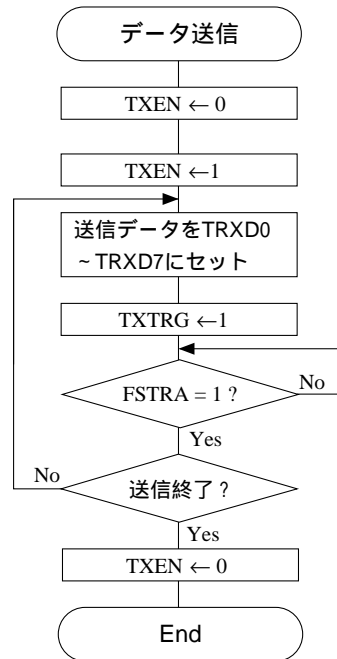 データ送信
TXEN ← 0
TXEN ←1
送信データをTRXD0
~ TRXD7にセット
TXTRG ←1
FSTRA = 1 ?
No
Yes
No
送信終了 ?
Yes
TXEN ← 0
End